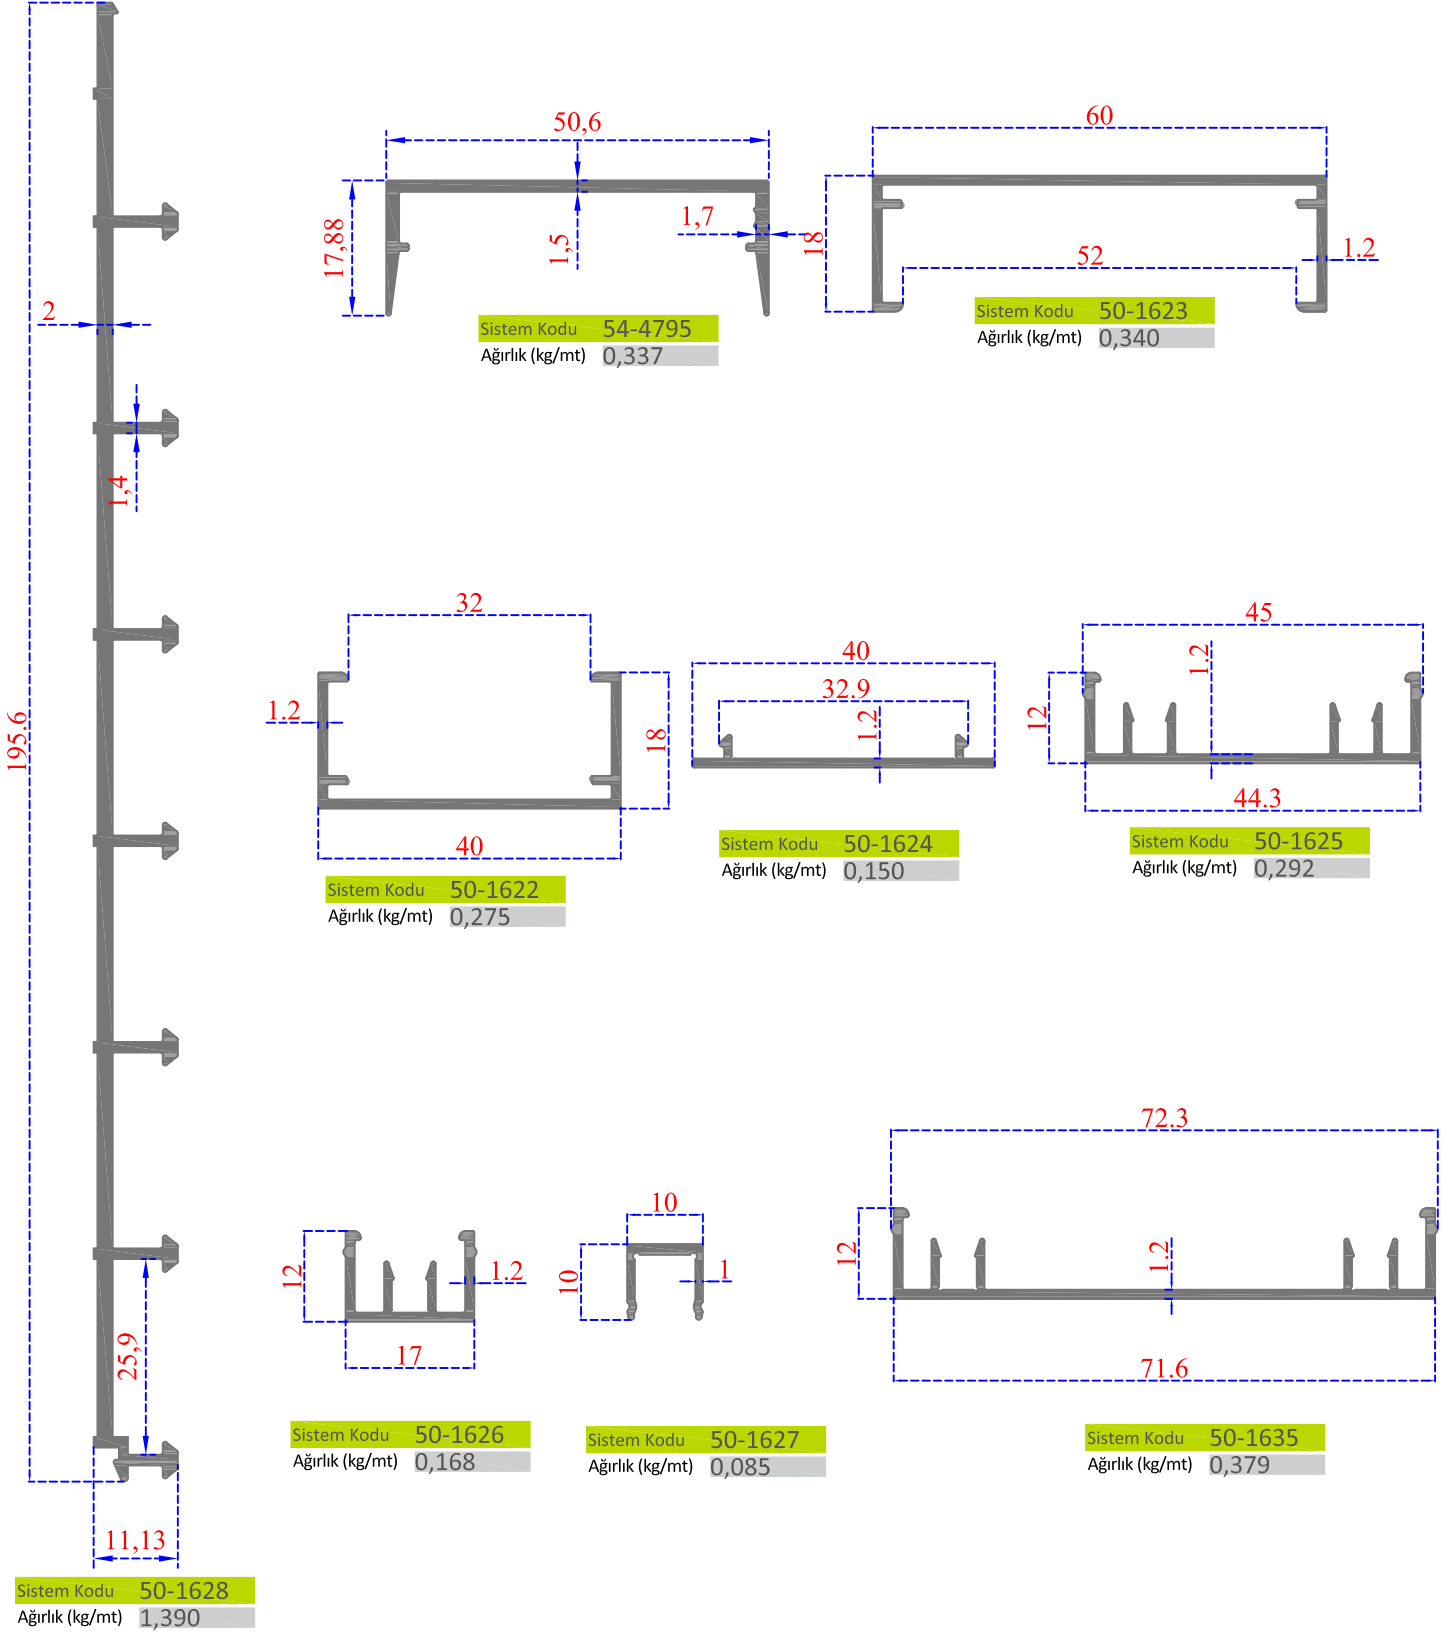 195.6
2
1,4
25,9
11,13
Sistem Kodu 50-1628
Ağırlık (kg/mt) 1,390
50,6
17,88
1,5
1,7
Sistem Kodu 54-4795
Ağırlık (kg/mt) 0,337
60
18
52
1.2
Sistem Kodu 50-1623
Ağırlık (kg/mt) 0,340
32
1.2
18
40
Sistem Kodu 50-1622
Ağırlık (kg/mt) 0,275
40
32.9
1.2
Sistem Kodu 50-1624
Ağırlık (kg/mt) 0,150
45
1.2
12
44.3
Sistem Kodu 50-1625
Ağırlık (kg/mt) 0,292
12
1.2
17
Sistem Kodu 50-1626
Ağırlık (kg/mt) 0,168
10
10
1
Sistem Kodu 50-1627
Ağırlık (kg/mt) 0,085
72.3
12
1.2
71.6
Sistem Kodu 50-1635
Ağırlık (kg/mt) 0,379